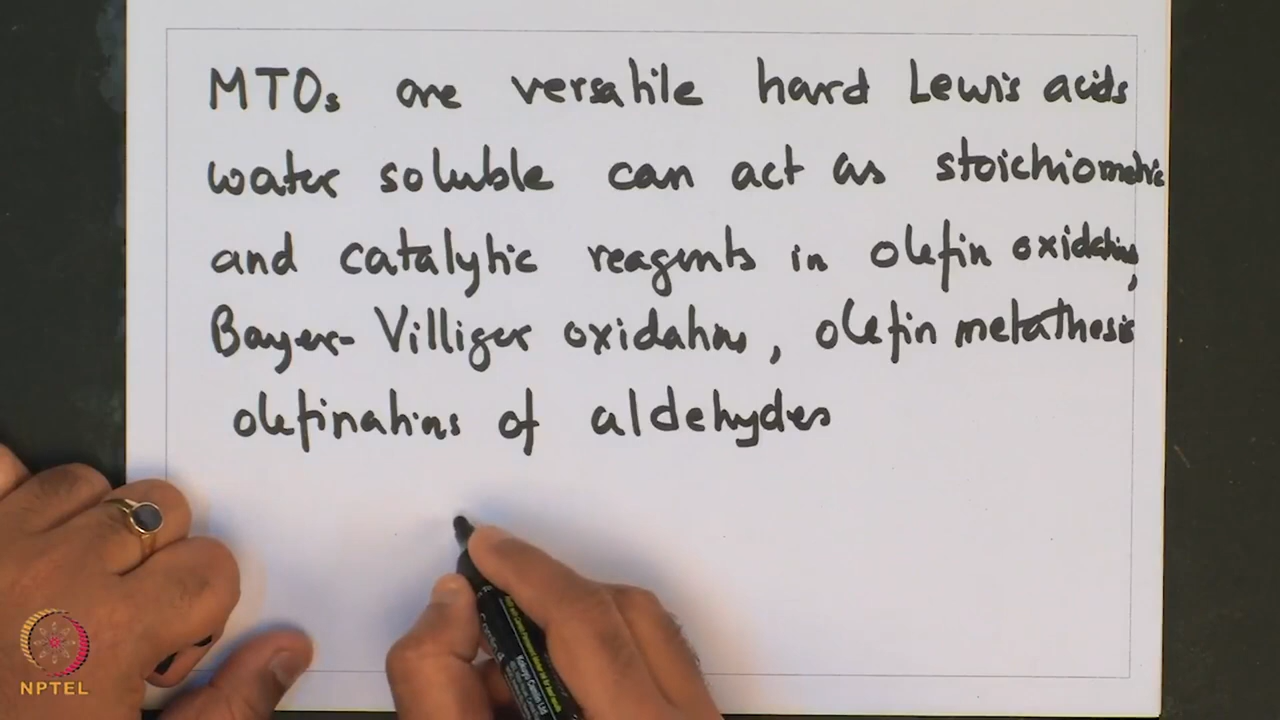 MTOs are versatile hard Lewis acids
water soluble can act as stoichiometric
and catalytic reagents in olefin oxidations,
Bayer-Villiger oxidations, olefin metathesis
olefinations of aldehydes
NPTEL